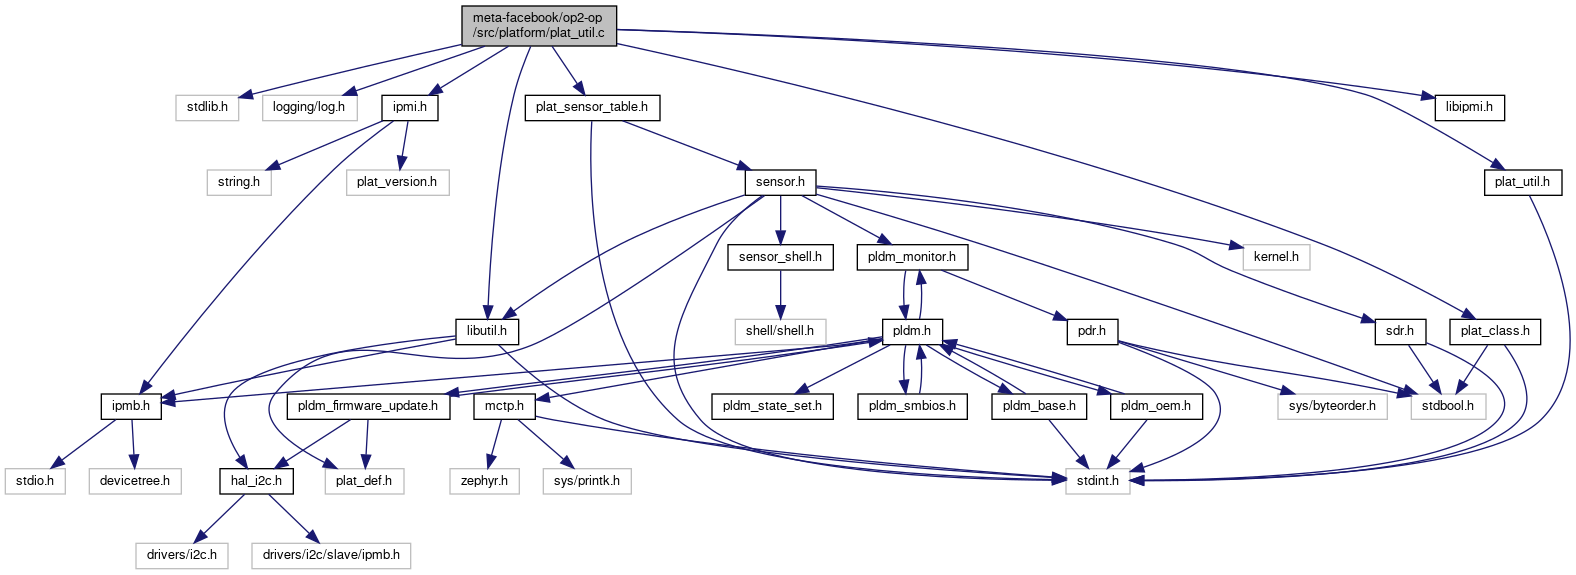 meta-facebook/op2-op
/src/platform/plat_util.c
stdlib.h
logging/log.h
ipmi.h
plat_sensor_table.h
libipmi.h
string.h
plat_version.h
sensor.h
plat_util.h
sensor_shell.h
pldm_monitor.h
kernel.h
libutil.h
shell/shell.h
pldm.h
pdr.h
sdr.h
plat_class.h
ipmb.h
pldm_firmware_update.h
mctp.h
pldm_state_set.h
pldm_smbios.h
pldm_base.h
pldm_oem.h
sys/byteorder.h
stdbool.h
stdio.h
devicetree.h
hal_i2c.h
plat_def.h
zephyr.h
sys/printk.h
stdint.h
drivers/i2c.h
drivers/i2c/slave/ipmb.h